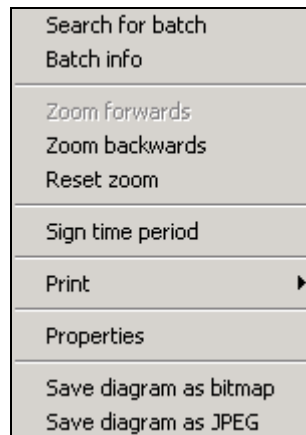 Search for batch
Batch info
Zoom forwards
Zoom backwards
Reset zoom
Sign time period
Print
Properties
Save diagram as bitmap
Save diagram as JPEG